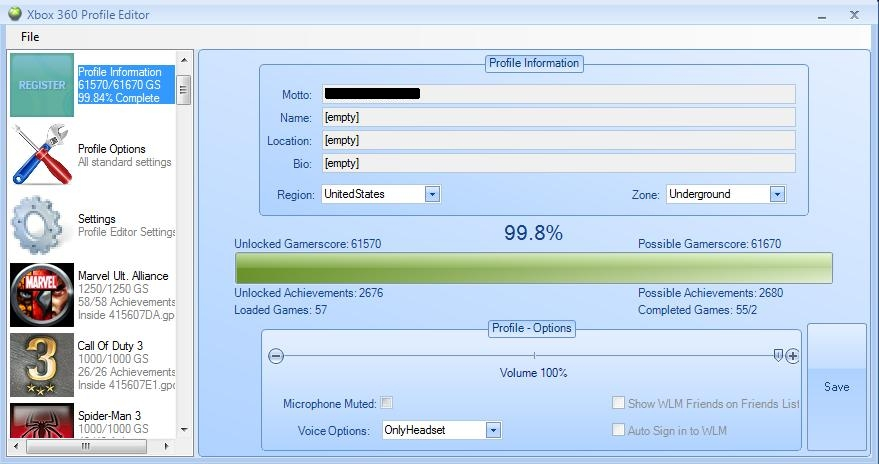 Xbox 360 Profile Editor
File
REGISTER
Profile Information
61570/61670 GS
99.84% Complete
Profile Options
All standard settings
Settings
Profile Editor Settings
MARVEL
Marvel Ult. Alliance
1250/1250 GS
58/58 Achievements
Inside 415607DA.gp
3
Call Of Duty 3
1000/1000 GS
26/26 Achievements
Inside 415607E1.gpd
Spider-Man 3
1000/1000 GS
Profile Information
Motto:
Name: [empty]
Location: [empty]
Bio: [empty]
Region: UnitedStates Zone: Underground
99.8%
Unlocked Gamerscore: 61570 Possible Gamerscore: 61670
Unlocked Achievements: 2676 Possible Achievements: 2680
Loaded Games: 57 Completed Games: 55/2
Profile - Options
Volume 100%
Microphone Muted: Show WLM Friends on Friends List
Voice Options: OnlyHeadset Auto Sign in to WLM
Save